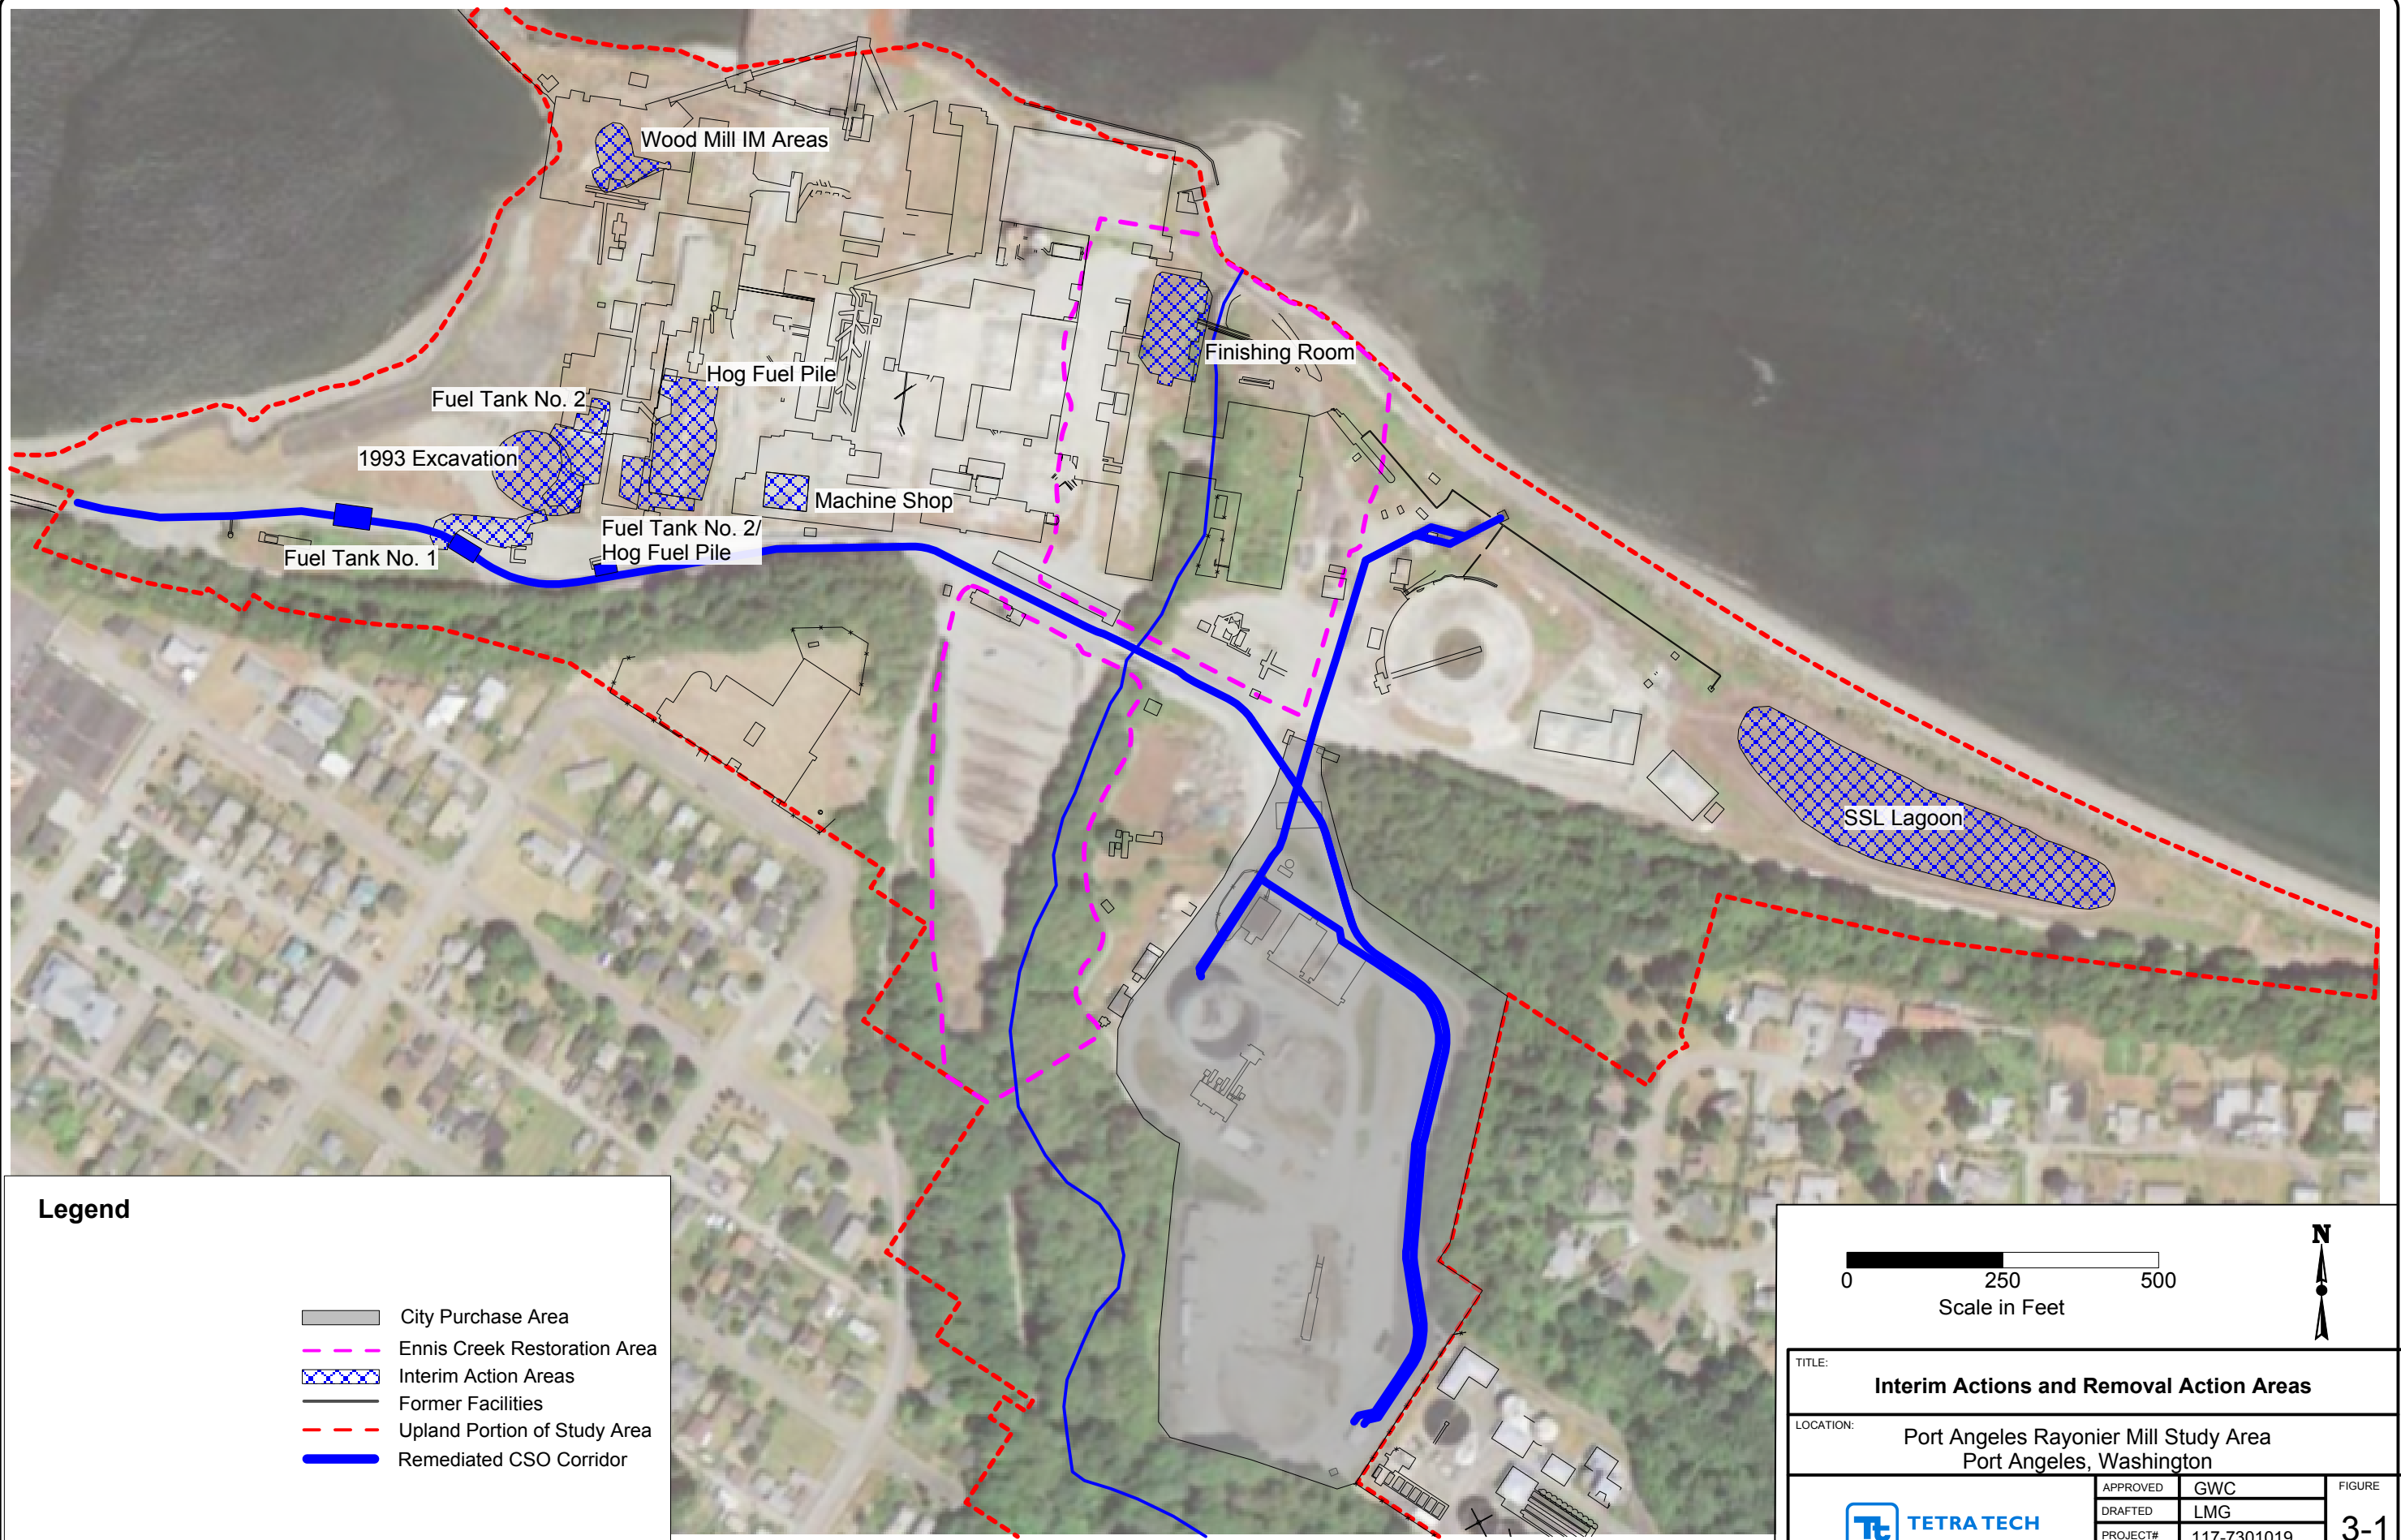 Wood Mill IM Areas
Finishing Room
Hog Fuel Pile
Fuel Tank No. 2
1993 Excavation
Machine Shop
Fuel Tank No. 2/
Hog Fuel Pile
Fuel Tank No. 1
SSL Lagoon
Legend
City Purchase Area
Ennis Creek Restoration Area
Interim Action Areas
Former Facilities
Upland Portion of Study Area
Remediated CSO Corridor
N
0 250 500
Scale in Feet
TITLE:
Interim Actions and Removal Action Areas
LOCATION:
Port Angeles Rayonier Mill Study Area
Port Angeles, Washington
Tt TETRA TECH
APPROVED GWC
DRAFTED LMG
PROJECT# 117-7301019
FIGURE
3-1